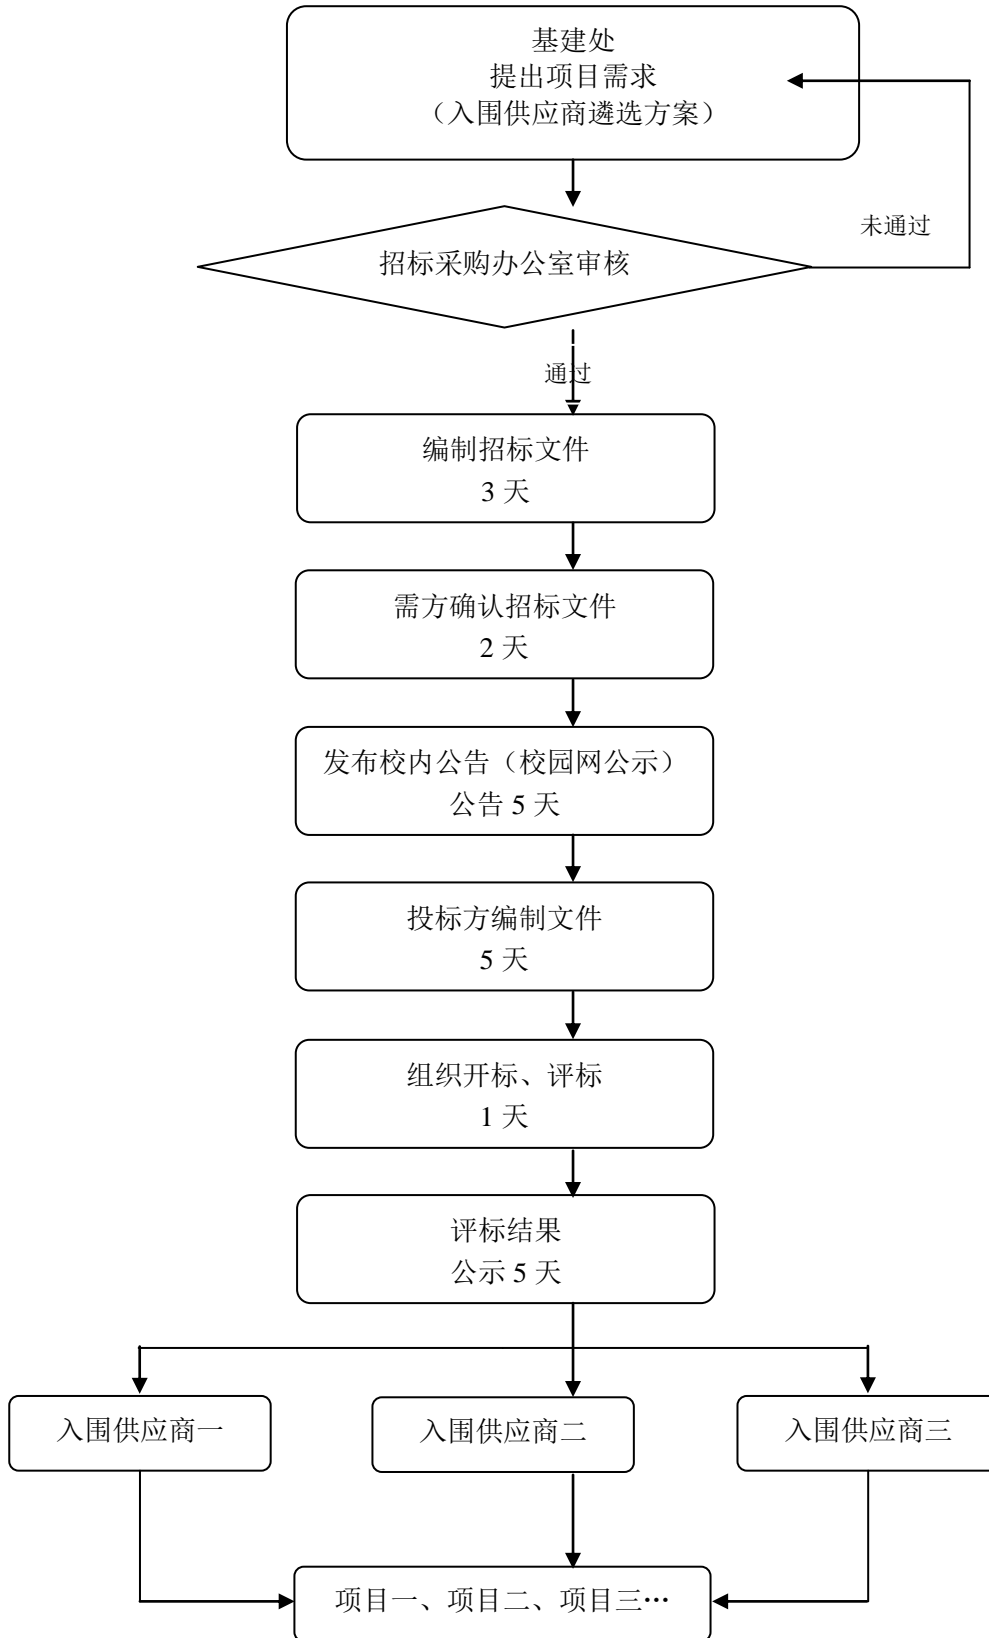 基建处
提出项目需求
（入围供应商遴选方案）
未通过
招标采购办公室审核
通过
编制招标文件
3 天
需方确认招标文件
2 天
发布校内公告（校园网公示）
公告 5 天
投标方编制文件
5 天
组织开标、评标
1 天
评标结果
公示 5 天
入围供应商一
入围供应商二
入围供应商三
项目一、项目二、项目三…